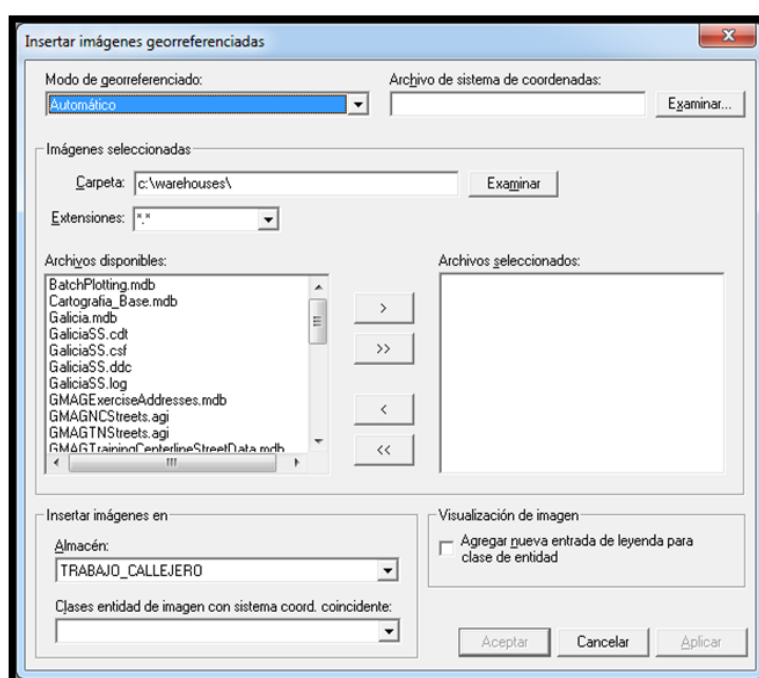 Insertar imágenes georreferenciadas
Modo de georreferenciado:
Archivo de sistema de coordenadas:
Automático
Examinar...
Imágenes seleccionadas
Carpeta: c:\warehouses\ Examinar
Extensiones: *.*
Archivos disponibles:
Archivos seleccionados:
BatchPlotting.mdb
Cartografia_Base.mdb
Galicia.mdb
GaliciaSS.cdt
GaliciaSS.csf
GaliciaSS.ddc
GaliciaSS.log
GMAGExerciseAddresses.mdb
GMAGNCStreets.agi
GMAGTNStreets.agi
GMAGTrainingCenterlineStreetData.mdb
>
>>
<
<<
Insertar imágenes en
Almacén:
TRABAJO_CALLEJERO
Clases entidad de imagen con sistema coord. coincidente:
Visualización de imagen
Agregar nueva entrada de leyenda para
clase de entidad
Aceptar Cancelar Aplicar